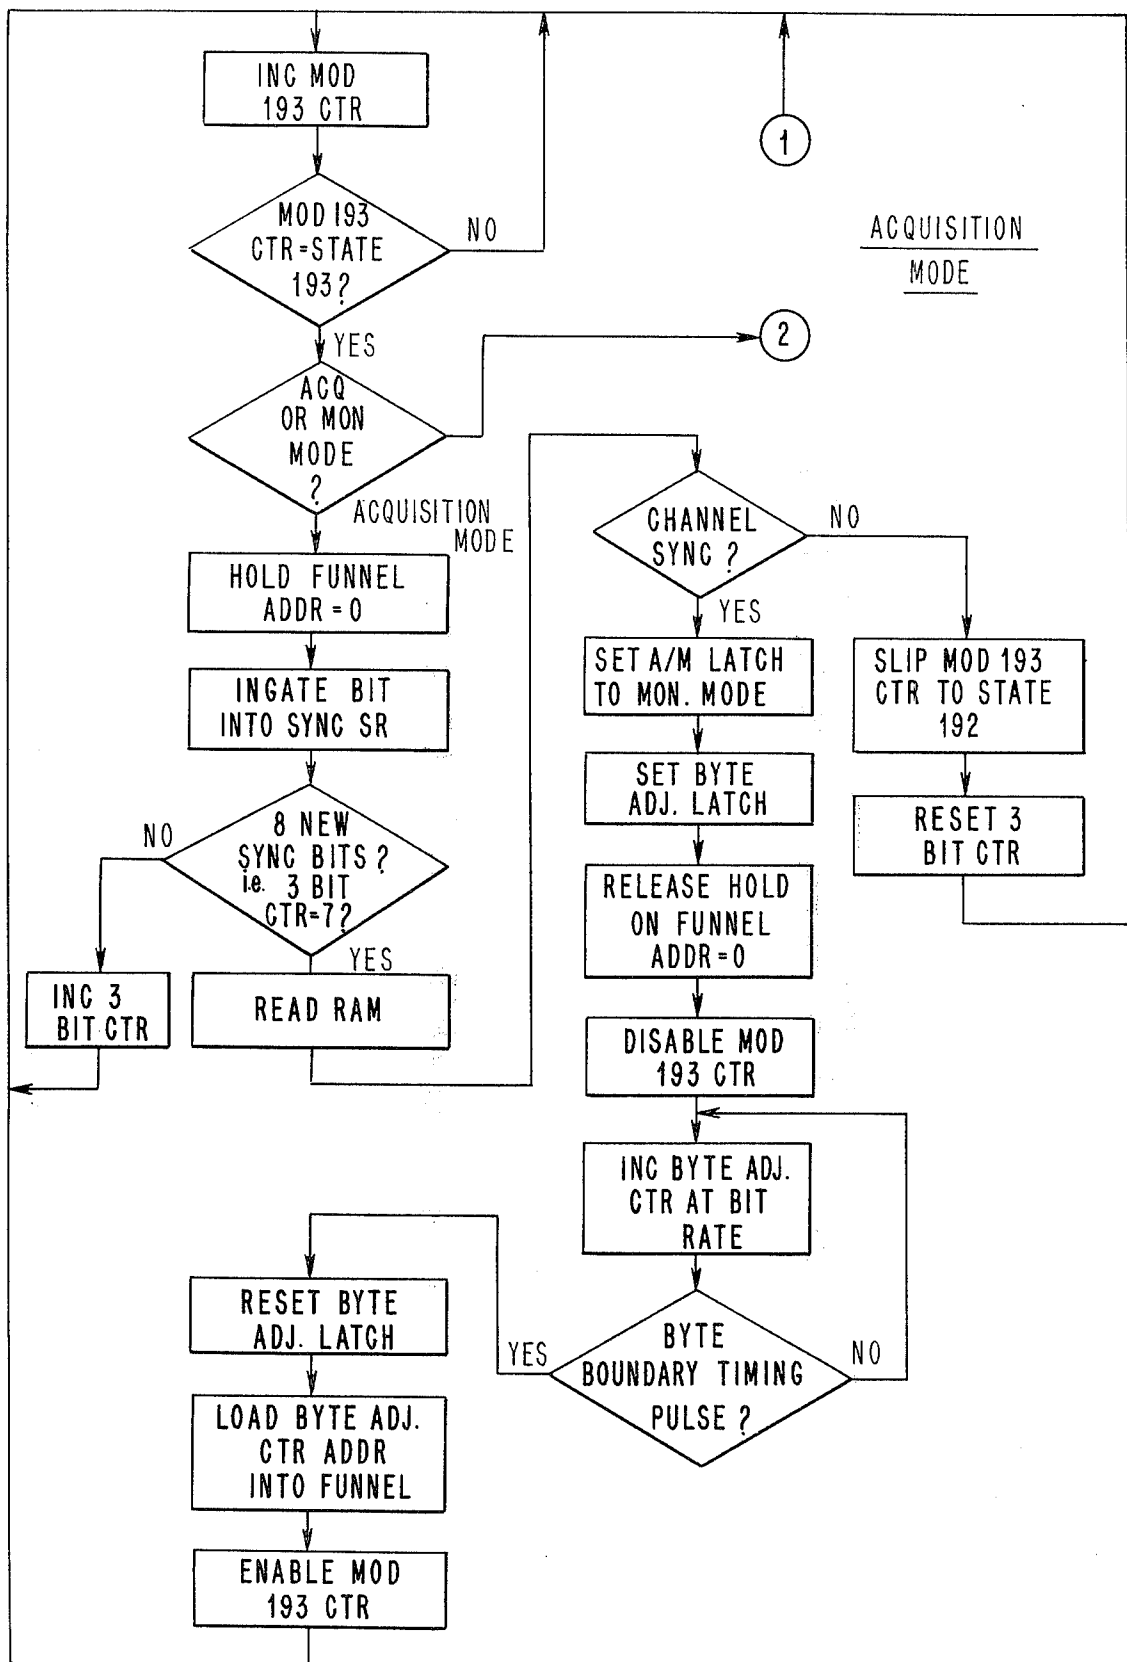 INC MOD
193 CTR
1
MOD 193
CTR=STATE
193?
NO
ACQUISITION
MODE
YES
2
ACQ
OR MON
MODE
?
ACQUISITION
MODE
HOLD FUNNEL
ADDR=0
INGATE BIT
INTO SYNC SR
8 NEW
SYNC BITS?
i.e. 3 BIT
CTR=7?
NO
YES
INC 3
BIT CTR
READ RAM
CHANNEL
SYNC?
NO
YES
SET A/M LATCH
TO MON. MODE
SLIP MOD 193
CTR TO STATE
192
SET BYTE
ADJ. LATCH
RESET 3
BIT CTR
RELEASE HOLD
ON FUNNEL
ADDR=0
DISABLE MOD
193 CTR
INC BYTE ADJ.
CTR AT BIT
RATE
BYTE
BOUNDARY TIMING
PULSE?
YES
NO
RESET BYTE
ADJ. LATCH
LOAD BYTE ADJ.
CTR ADDR
INTO FUNNEL
ENABLE MOD
193 CTR